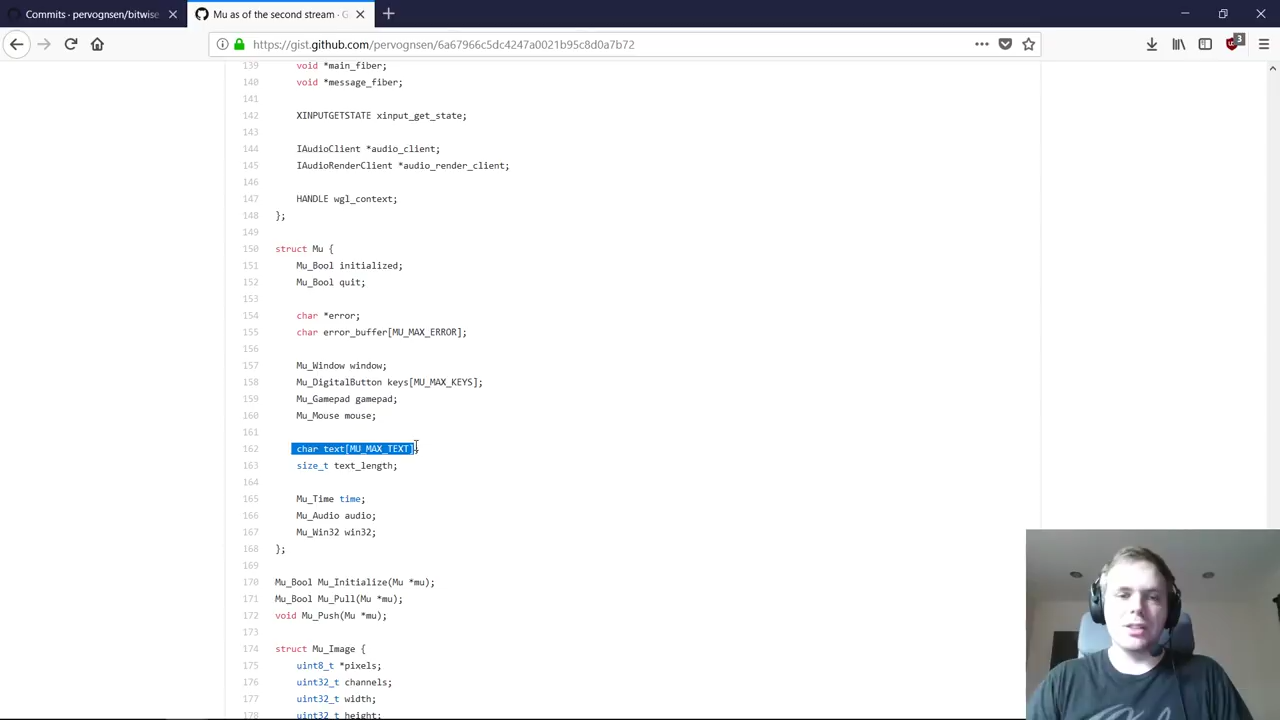 Commits · pervognsen/bitwise
Mu as of the second stream · G
https://gist.github.com/pervognsen/6a67966c5dc4247a0021b95c8d0a7b72
3
139 void *main_fiber;
140 void *message_fiber;
141
142 XINPUTGETSTATE xinput_get_state;
143
144 IAudioClient *audio_client;
145 IAudioRenderClient *audio_render_client;
146
147 HANDLE wgl_context;
148 };
149
150 struct Mu {
151 Mu_Bool initialized;
152 Mu_Bool quit;
153
154 char *error;
155 char error_buffer[MU_MAX_ERROR];
156
157 Mu_Window window;
158 Mu_DigitalButton keys[MU_MAX_KEYS];
159 Mu_Gamepad gamepad;
160 Mu_Mouse mouse;
161
162 char text[MU_MAX_TEXT];
163 size_t text_length;
164
165 Mu_Time time;
166 Mu_Audio audio;
167 Mu_Win32 win32;
168 };
169
170 Mu_Bool Mu_Initialize(Mu *mu);
171 Mu_Bool Mu_Pull(Mu *mu);
172 void Mu_Push(Mu *mu);
173
174 struct Mu_Image {
175 uint8_t *pixels;
176 uint32_t channels;
177 uint32_t width;
178 uint32_t height;